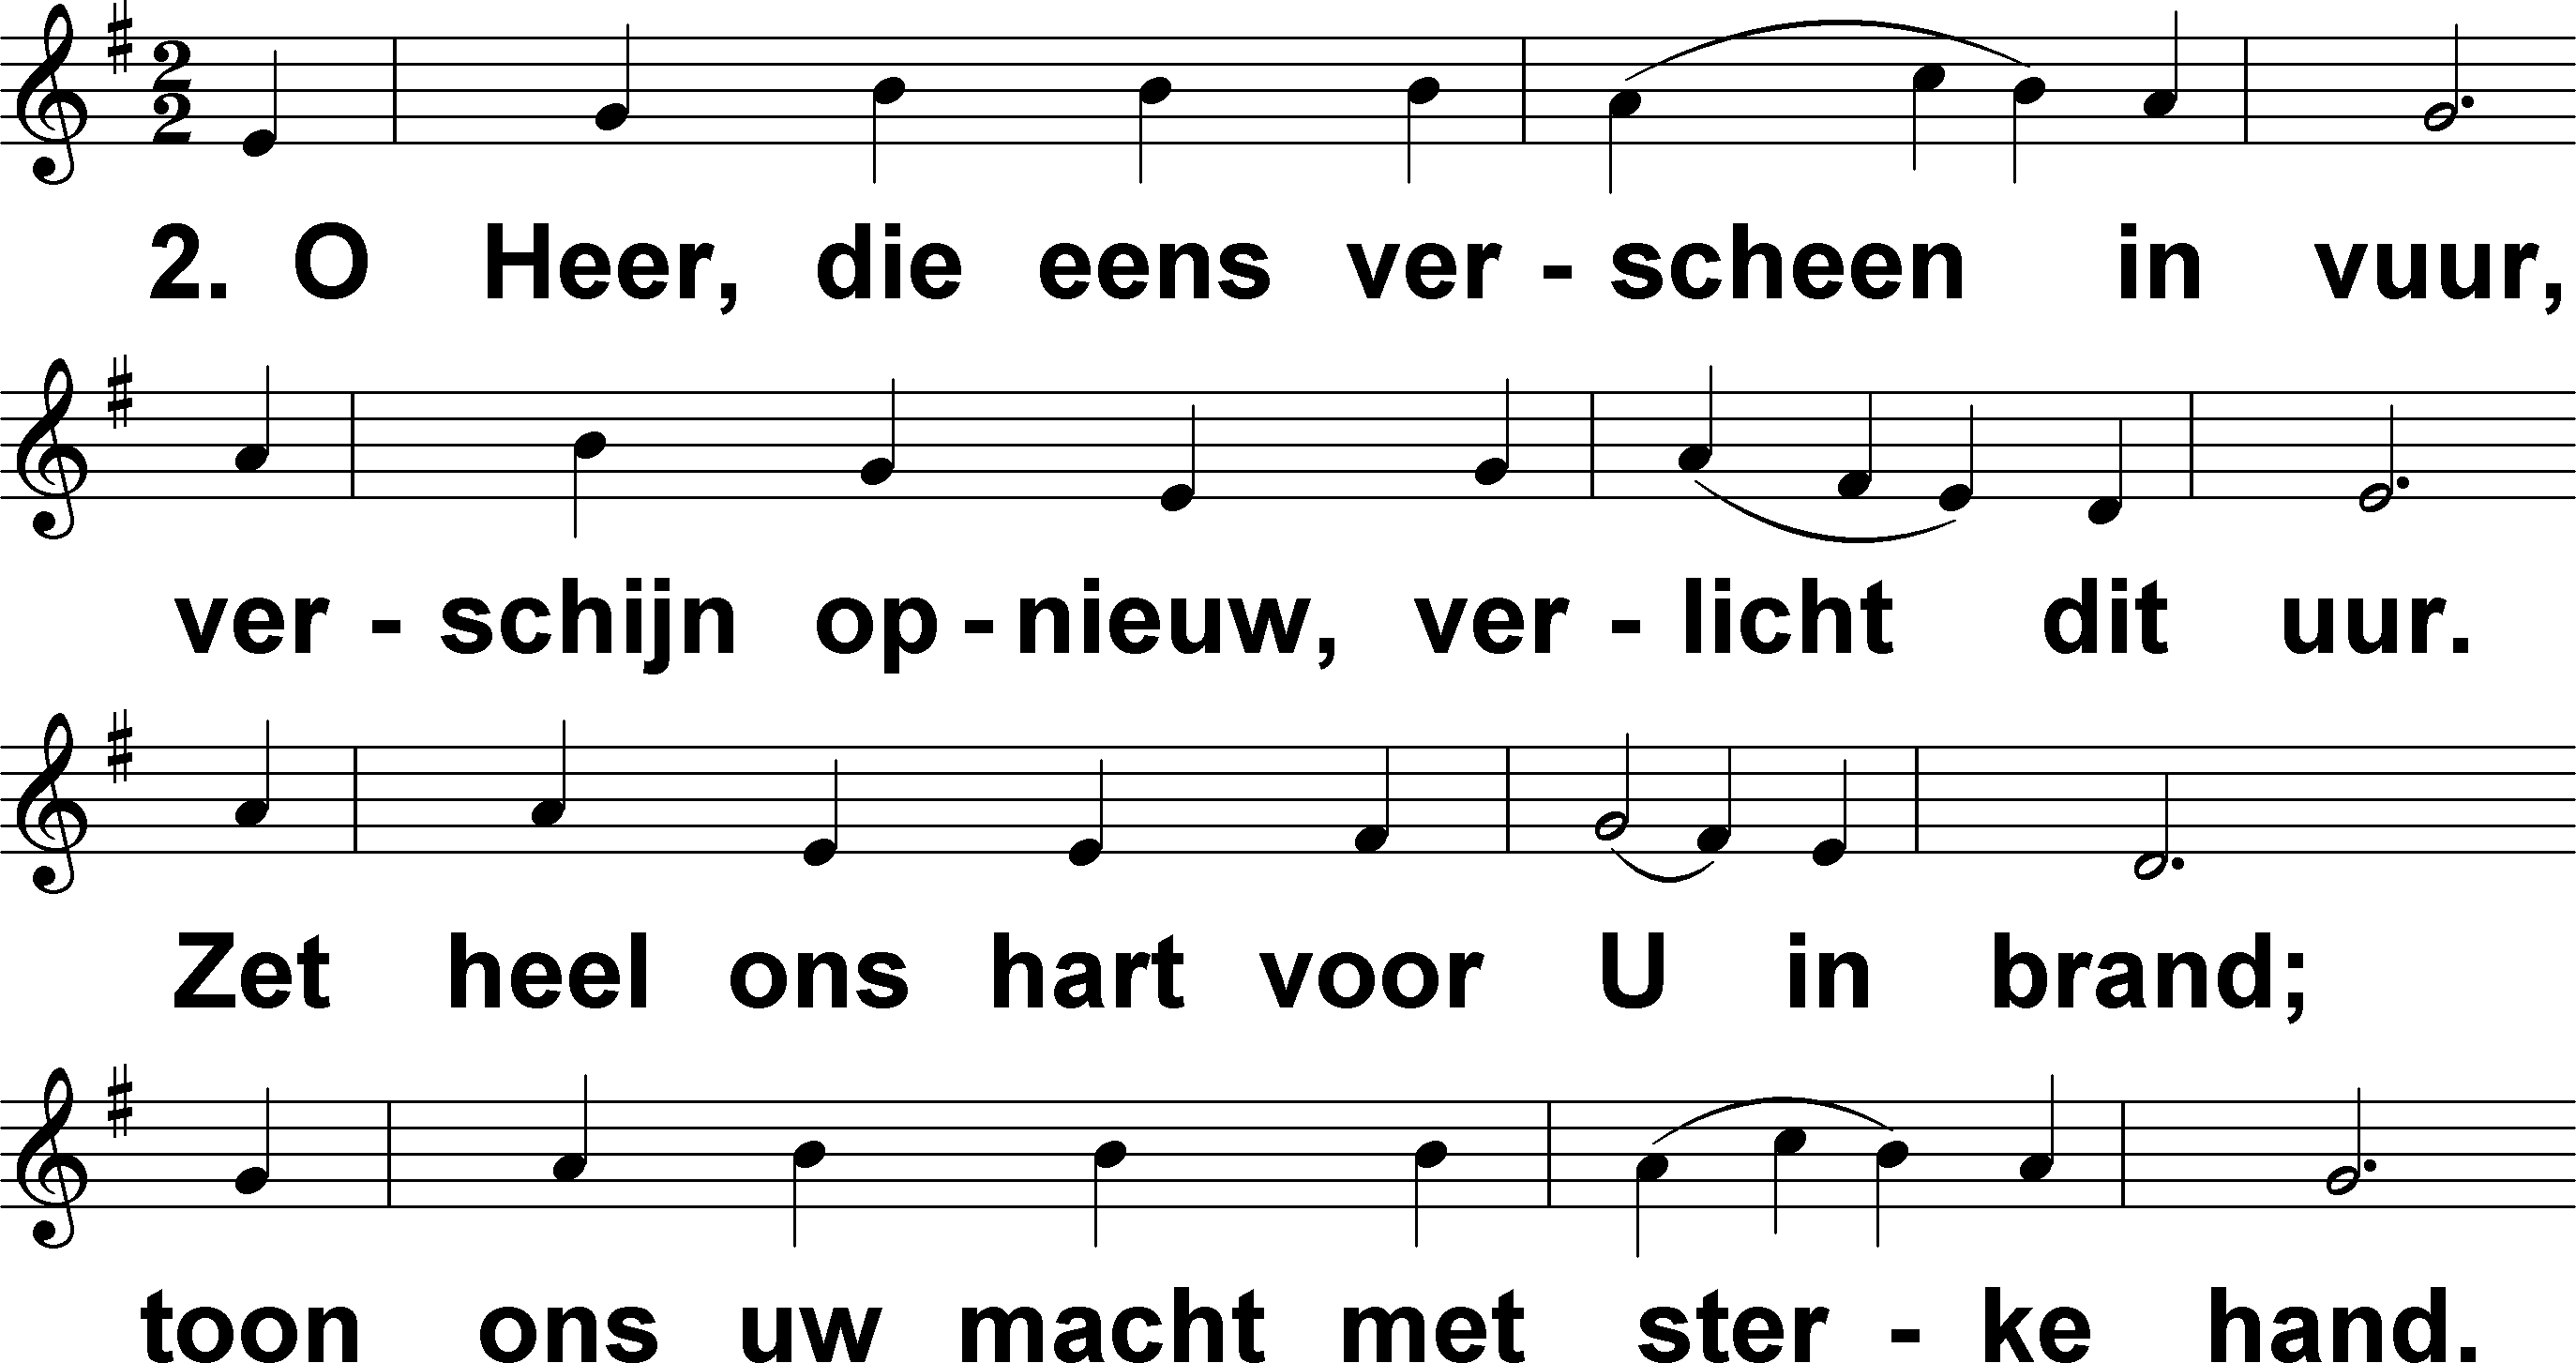 2. O Heer, die eens ver - scheen in vuur,
ver - schijn op - nieuw, ver - licht dit uur.
Zet heel ons hart voor U in brand;
toon ons uw macht met ster - ke hand.